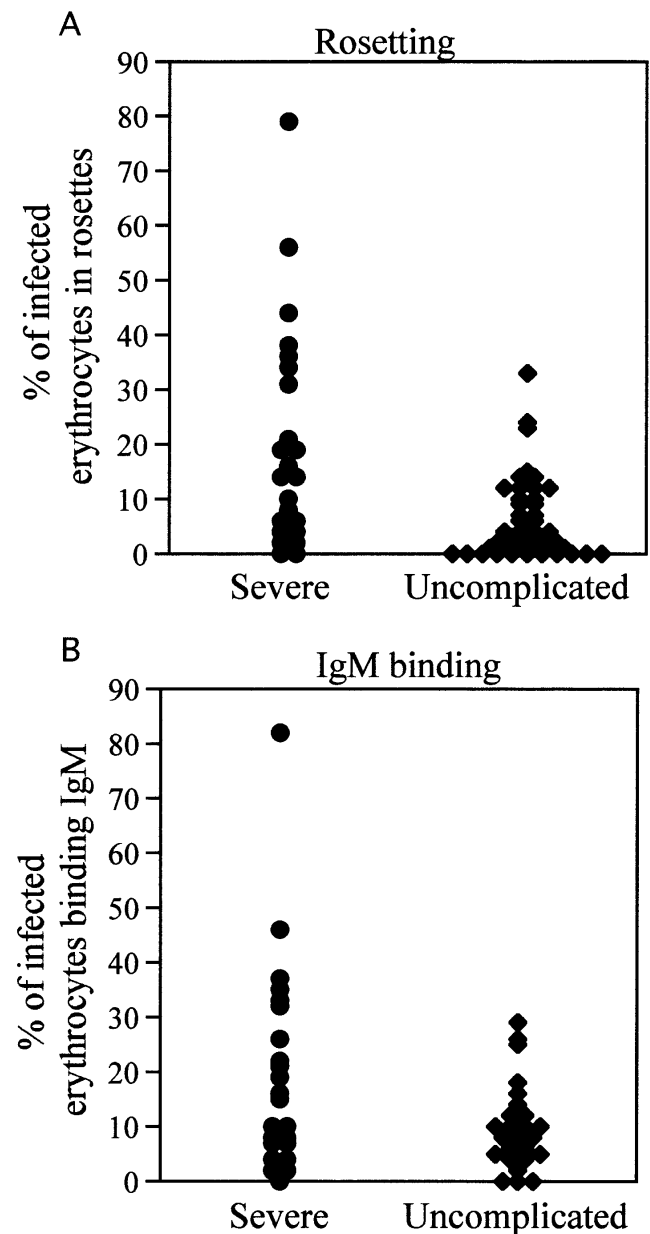 A
Rosetting
% of infected
erythrocytes in rosettes
90
80
70
60
50
40
30
20
10
0
Severe
Uncomplicated
B
IgM binding
% of infected
erythrocytes binding IgM
90
80
70
60
50
40
30
20
10
0
Severe
Uncomplicated